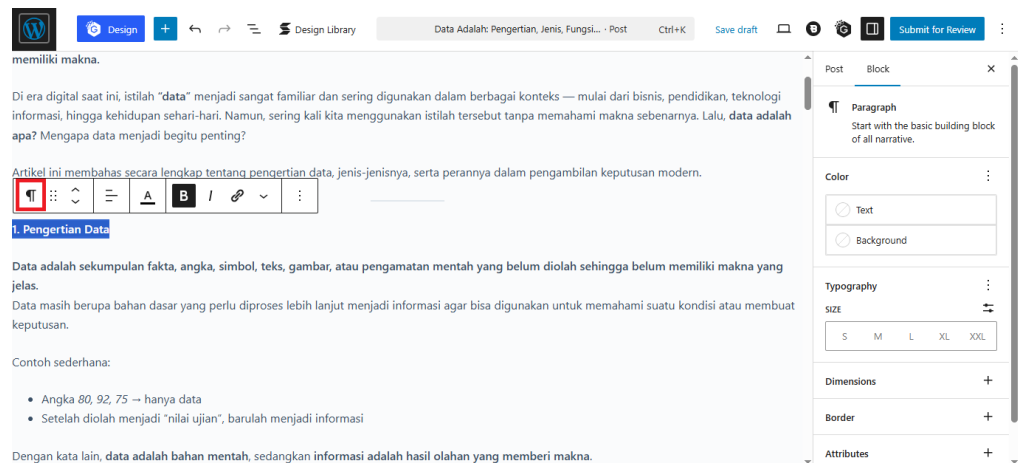 Design
Design Library
Data Adalah: Pengertian, Jenis, Fungsi... · Post
Ctrl+K
Save draft
Submit for Review
memiliki makna.
Di era digital saat ini, istilah “data” menjadi sangat familiar dan sering digunakan dalam berbagai konteks — mulai dari bisnis, pendidikan, teknologi
informasi, hingga kehidupan sehari-hari. Namun, sering kali kita menggunakan istilah tersebut tanpa memahami makna sebenarnya. Lalu, data adalah
apa? Mengapa data menjadi begitu penting?
Artikel ini membahas secara lengkap tentang pengertian data, jenis-jenisnya, serta perannya dalam pengambilan keputusan modern.
A
B
I
1. Pengertian Data
Data adalah sekumpulan fakta, angka, simbol, teks, gambar, atau pengamatan mentah yang belum diolah sehingga belum memiliki makna yang
jelas.
Data masih berupa bahan dasar yang perlu diproses lebih lanjut menjadi informasi agar bisa digunakan untuk memahami suatu kondisi atau membuat
keputusan.
Contoh sederhana:
• Angka 80, 92, 75 → hanya data
• Setelah diolah menjadi “nilai ujian”, barulah menjadi informasi
Dengan kata lain, data adalah bahan mentah, sedangkan informasi adalah hasil olahan yang memberi makna.
Post
Block
Paragraph
Start with the basic building block
of all narrative.
Color
Text
Background
Typography
SIZE
S M L XL XXL
Dimensions
Border
Attributes